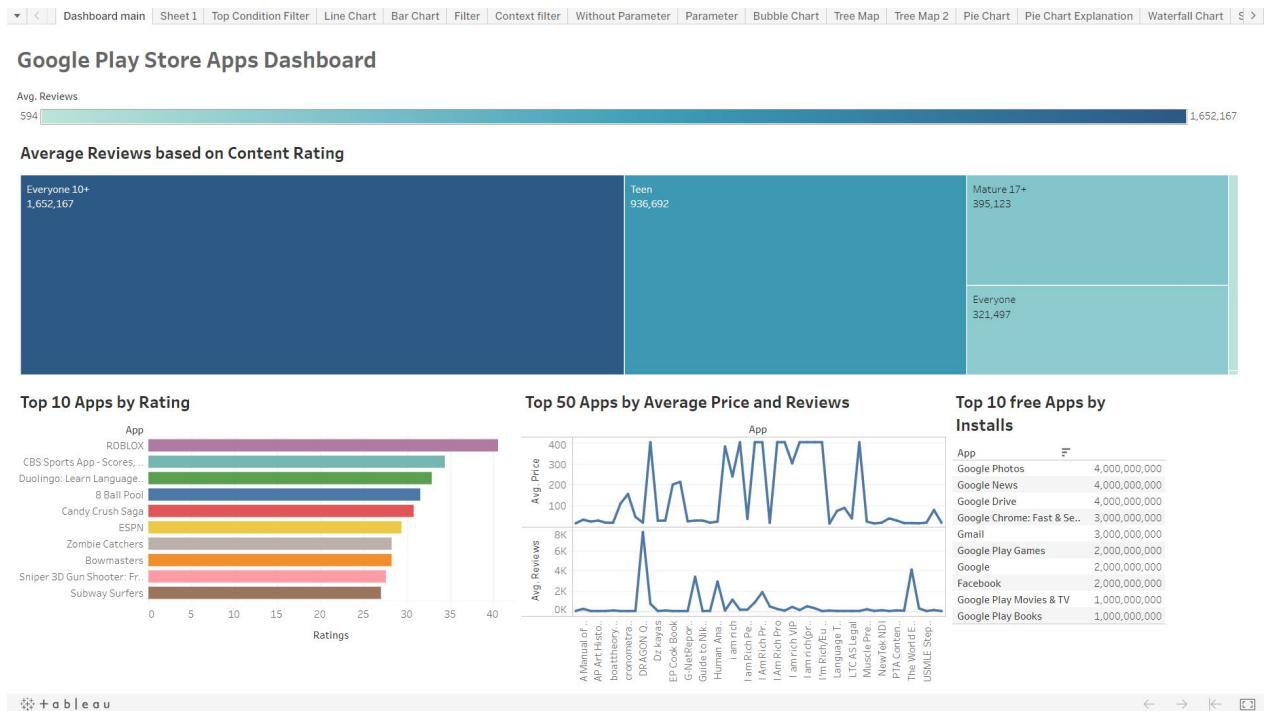 Dashboard main
Sheet 1
Top Condition Filter
Line Chart
Bar Chart
Filter
Context filter
Without Parameter
Parameter
Bubble Chart
Tree Map
Tree Map 2
Pie Chart
Pie Chart Explanation
Waterfall Chart
S
Google Play Store Apps Dashboard
Avg. Reviews
594
1,652,167
Average Reviews based on Content Rating
Everyone 10+
1,652,167
Teen
936,692
Mature 17+
395,123
Everyone
321,497
Top 10 Apps by Rating
App
ROBLOX
CBS Sports App - Scores, ..
Duolingo: Learn Language..
8 Ball Pool
Candy Crush Saga
ESPN
Zombie Catchers
Bowmasters
Sniper 3D Gun Shooter: Fr..
Subway Surfers
0 5 10 15 20 25 30 35 40
Ratings
Top 50 Apps by Average Price and Reviews
App
Avg. Price
400
300
200
100
Avg. Reviews
8K
6K
4K
2K
0K
A Manual of ..
AP Art Histo..
boattheory ..
cronometra..
DRAGON Q..
Dz kayas
EP Cook Book
G-NetRepor..
Guide to Nik..
Human Ana..
i am rich
I am Rich Pe..
I Am Rich Pr..
I Am Rich Pro
I am rich VIP
I am rich(pr..
I'm Rich/Eu ..
Language T..
LTC AS Legal
Muscle Pre..
NewTek NDI
PTA Conten..
The World E..
USMLE Step..
Top 10 free Apps by
Installs
App
Google Photos 4,000,000,000
Google News 4,000,000,000
Google Drive 4,000,000,000
Google Chrome: Fast & Se.. 3,000,000,000
Gmail 3,000,000,000
Google Play Games 2,000,000,000
Google 2,000,000,000
Facebook 2,000,000,000
Google Play Movies & TV 1,000,000,000
Google Play Books 1,000,000,000
+ a b l e a u